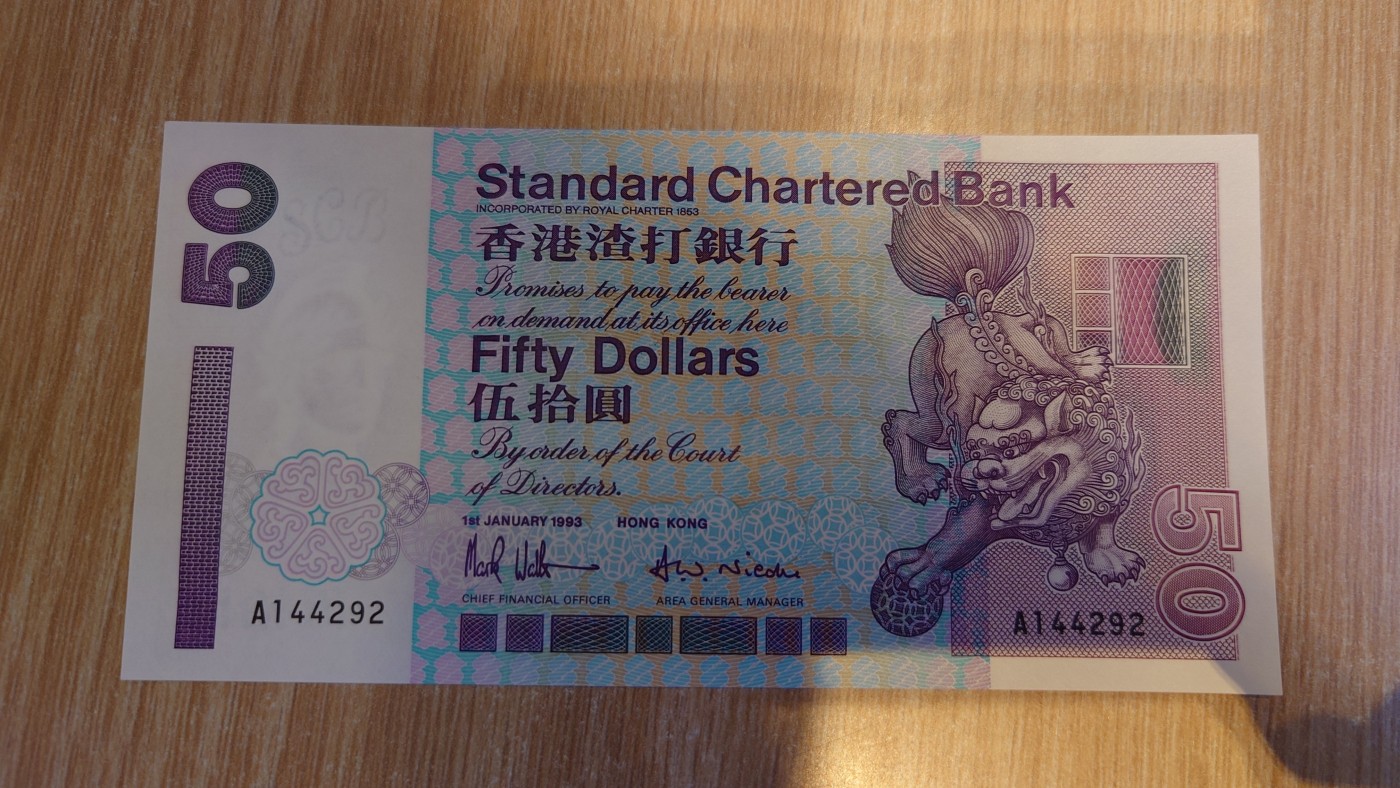 50
Standard Chartered Bank
INCORPORATED BY ROYAL CHARTER 1853
香港渣打銀行
Promises to pay the bearer
on demand at its office here
Fifty Dollars
伍拾圓
By order of the Court
of Directors.
1st JANUARY 1993 HONG KONG
CHIEF FINANCIAL OFFICER AREA GENERAL MANAGER
A144292
A144292
50